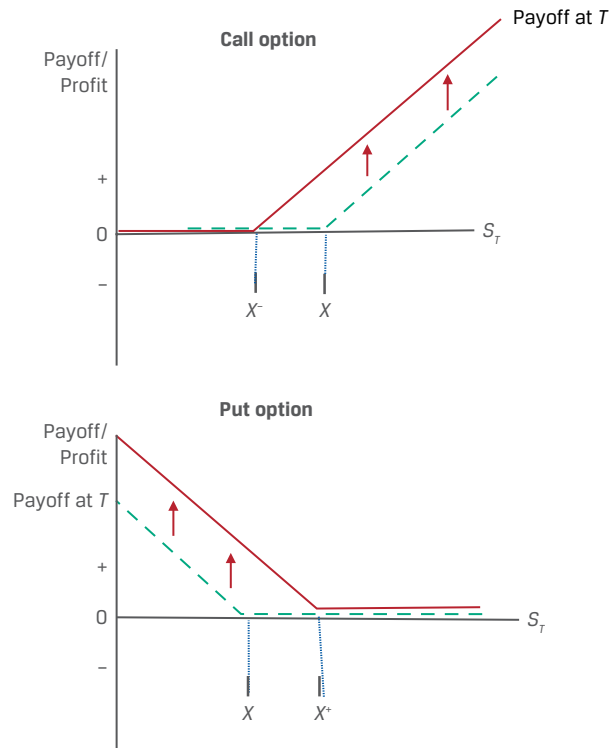 Call option
Payoff at T
Payoff/
Profit
+
0
S_T
–
X⁻
X
Put option
Payoff/
Profit
Payoff at T
+
0
S_T
–
X
X⁺